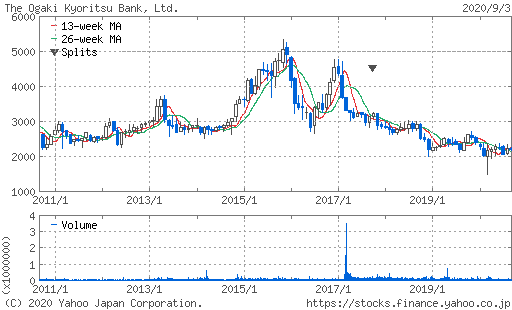 The Ogaki Kyoritsu Bank, Ltd. 2020/9/3
6000
13-week MA
26-week MA
Splits
5000
4000
3000
2000
1000
2011/1 2013/1 2015/1 2017/1 2019/1
4
Volume
3
2
1
0
(x1000000)
2011/1 2013/1 2015/1 2017/1 2019/1
(C) 2020 Yahoo Japan Corporation. https://stocks.finance.yahoo.co.jp/